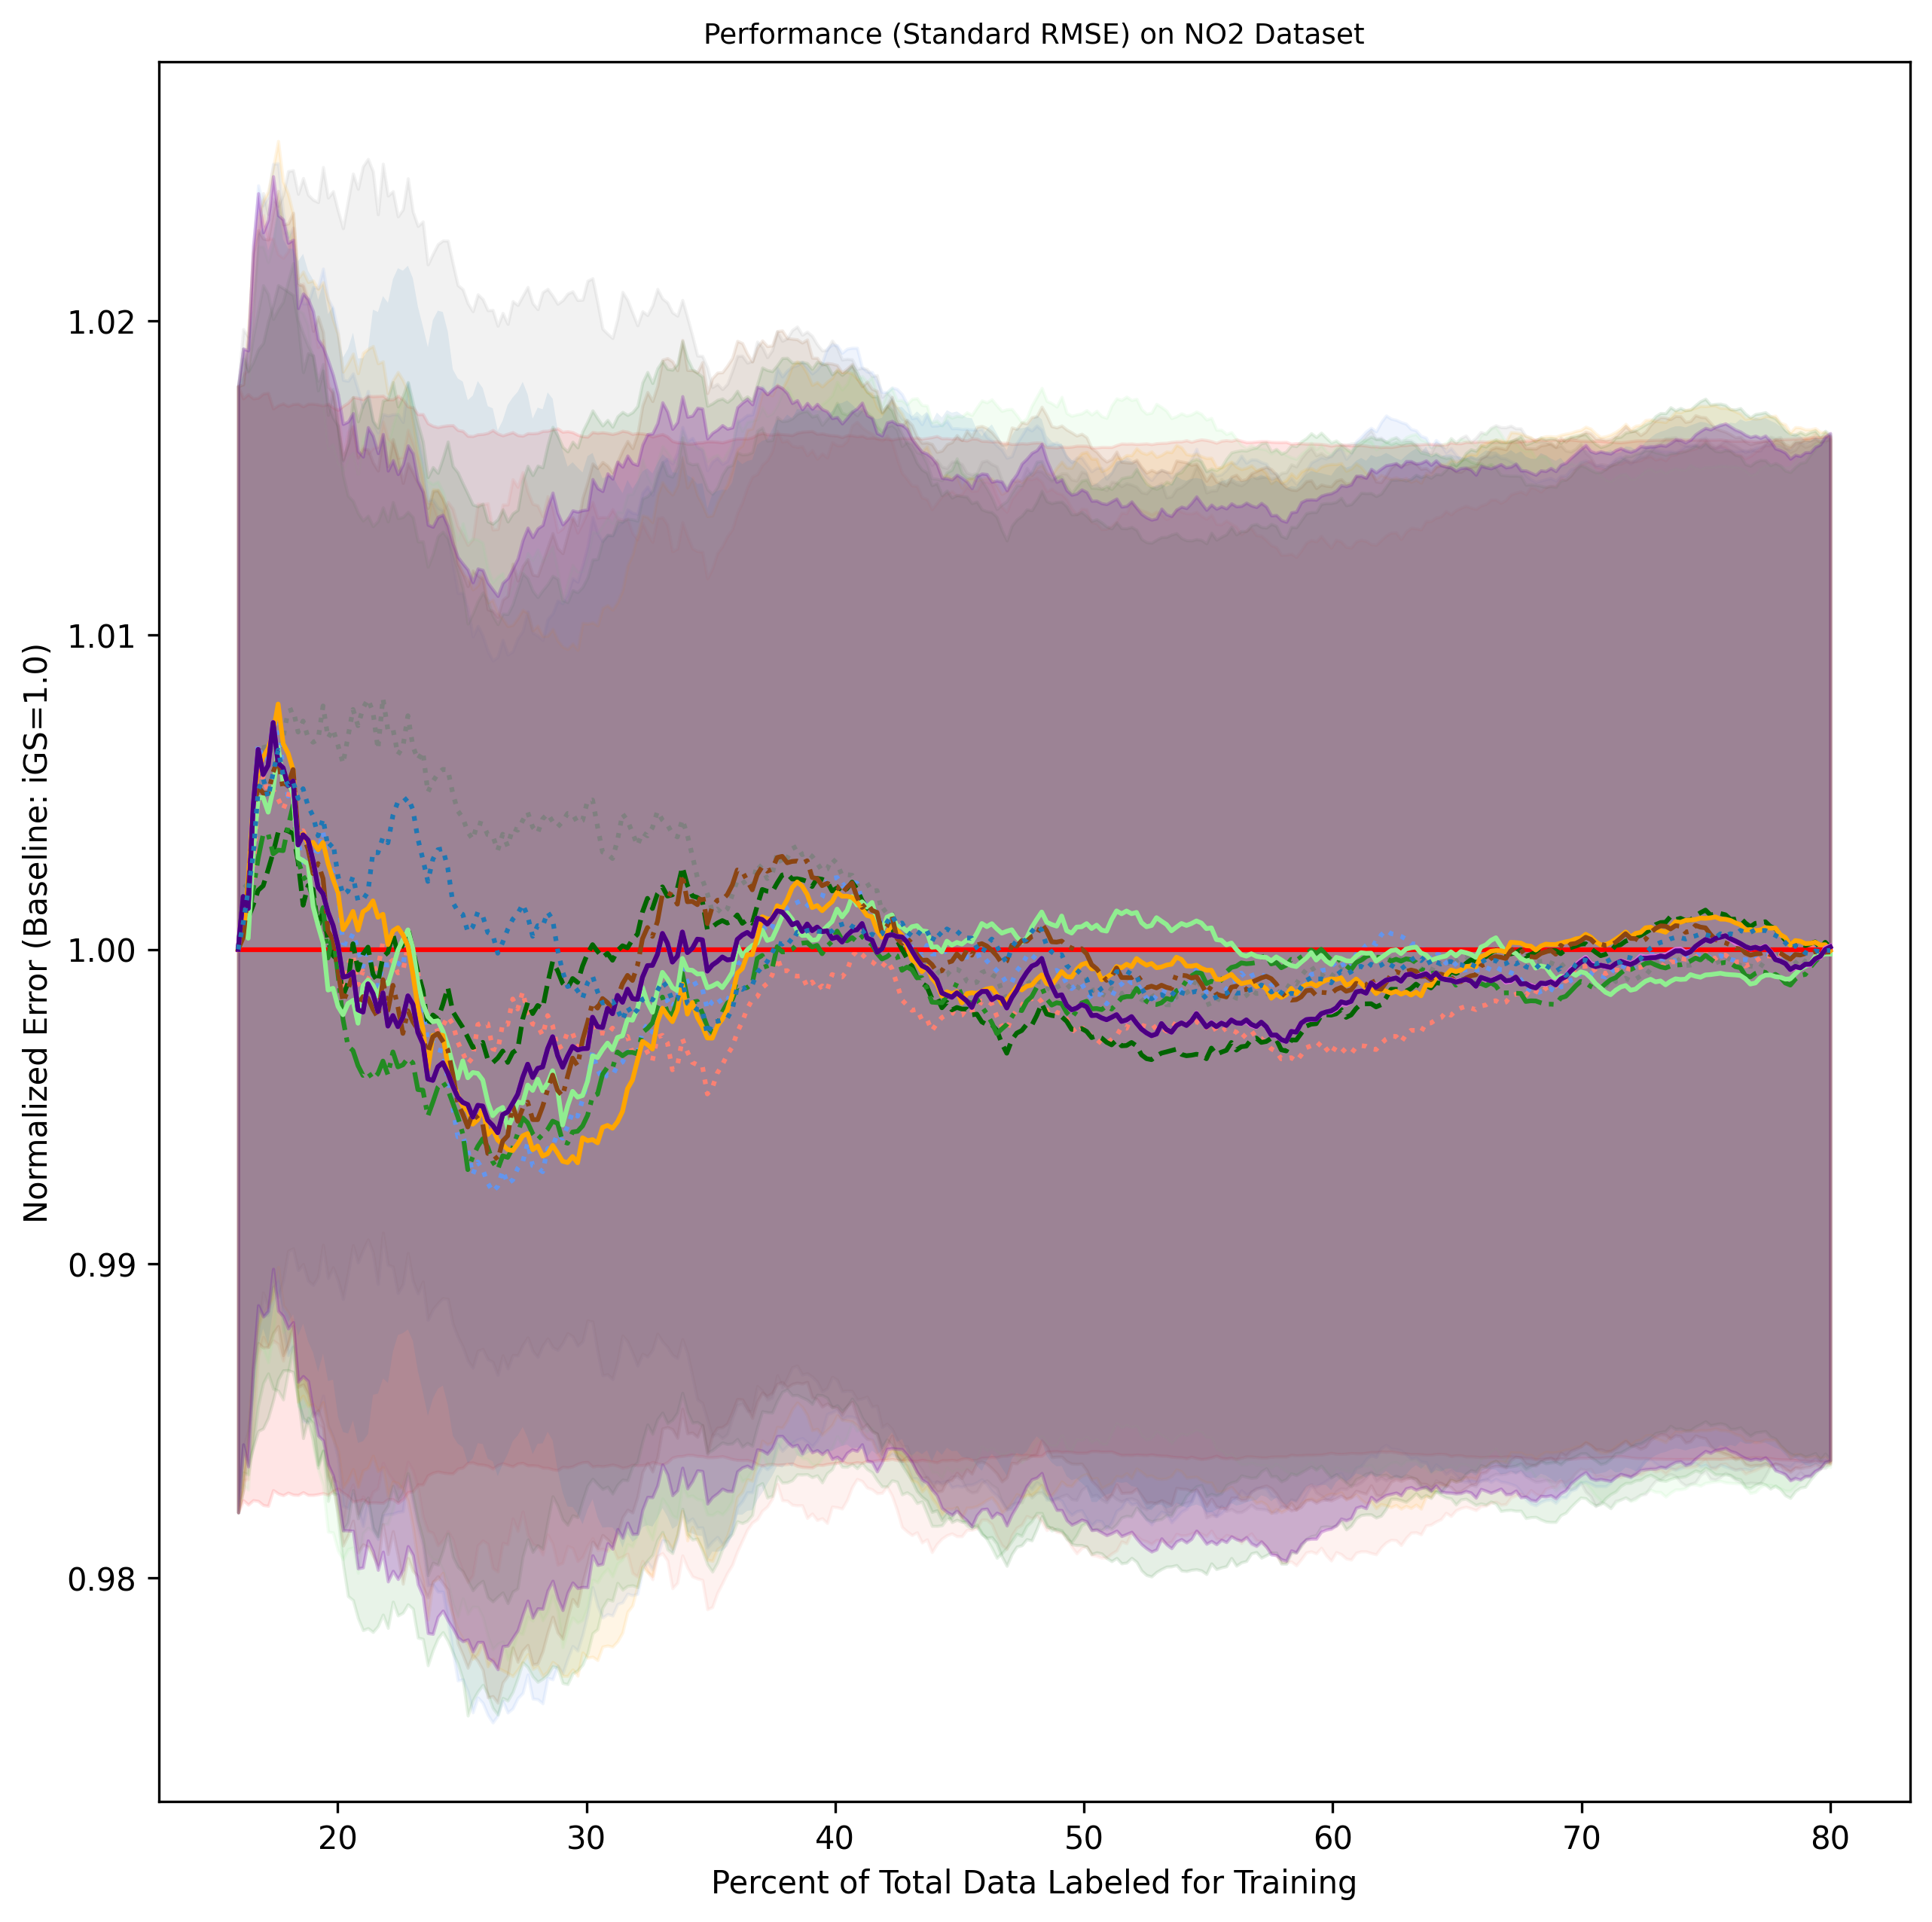 Performance (Standard RMSE) on NO2 Dataset
Normalized Error (Baseline: iGS=1.0)
1.02
1.01
1.00
0.99
0.98
20 30 40 50 60 70 80
Percent of Total Data Labeled for Training